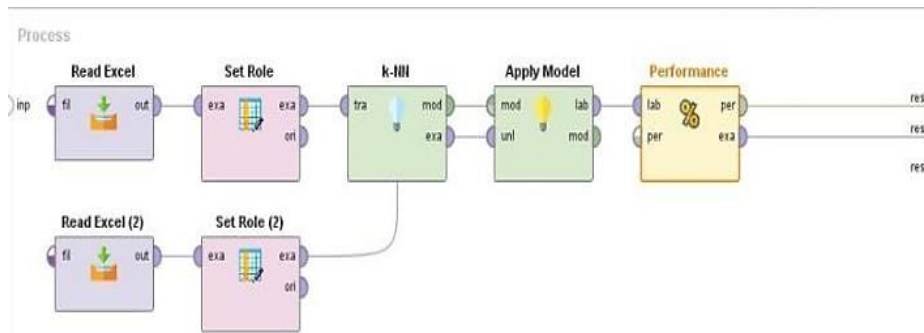 Process
Read Excel
Set Role
k-NN
Apply Model
Performance
inp
fil
out
exa
exa
tra
mod
mod
lab
lab
per
res
ori
exa
unl
mod
per
exa
res
res
Read Excel (2)
Set Role (2)
fil
out
exa
exa
ori